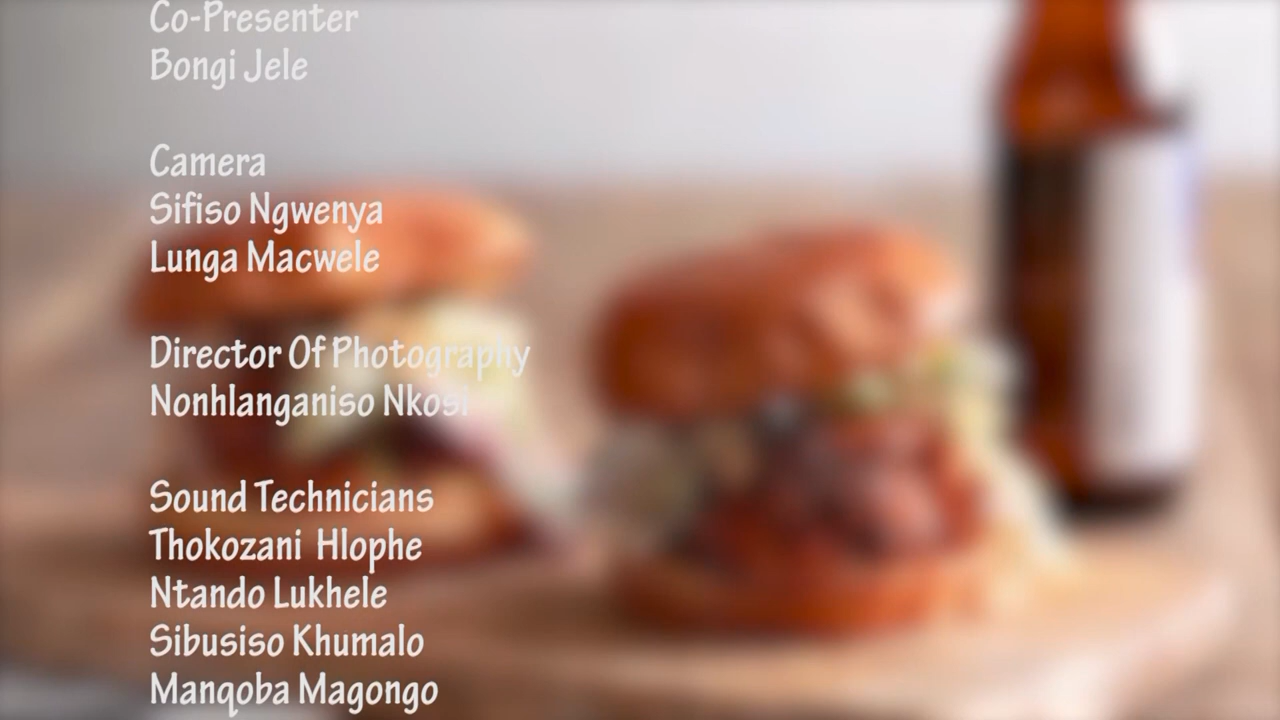 Co-Presenter
Bongi Jele
Camera
Sifiso Ngwenya
Lunga Macwele
Director Of Photography
Nonhlanganiso Nkosi
Sound Technicians
Thokozani Hlophe
Ntando Lukhele
Sibusiso Khumalo
Manqoba Magongo